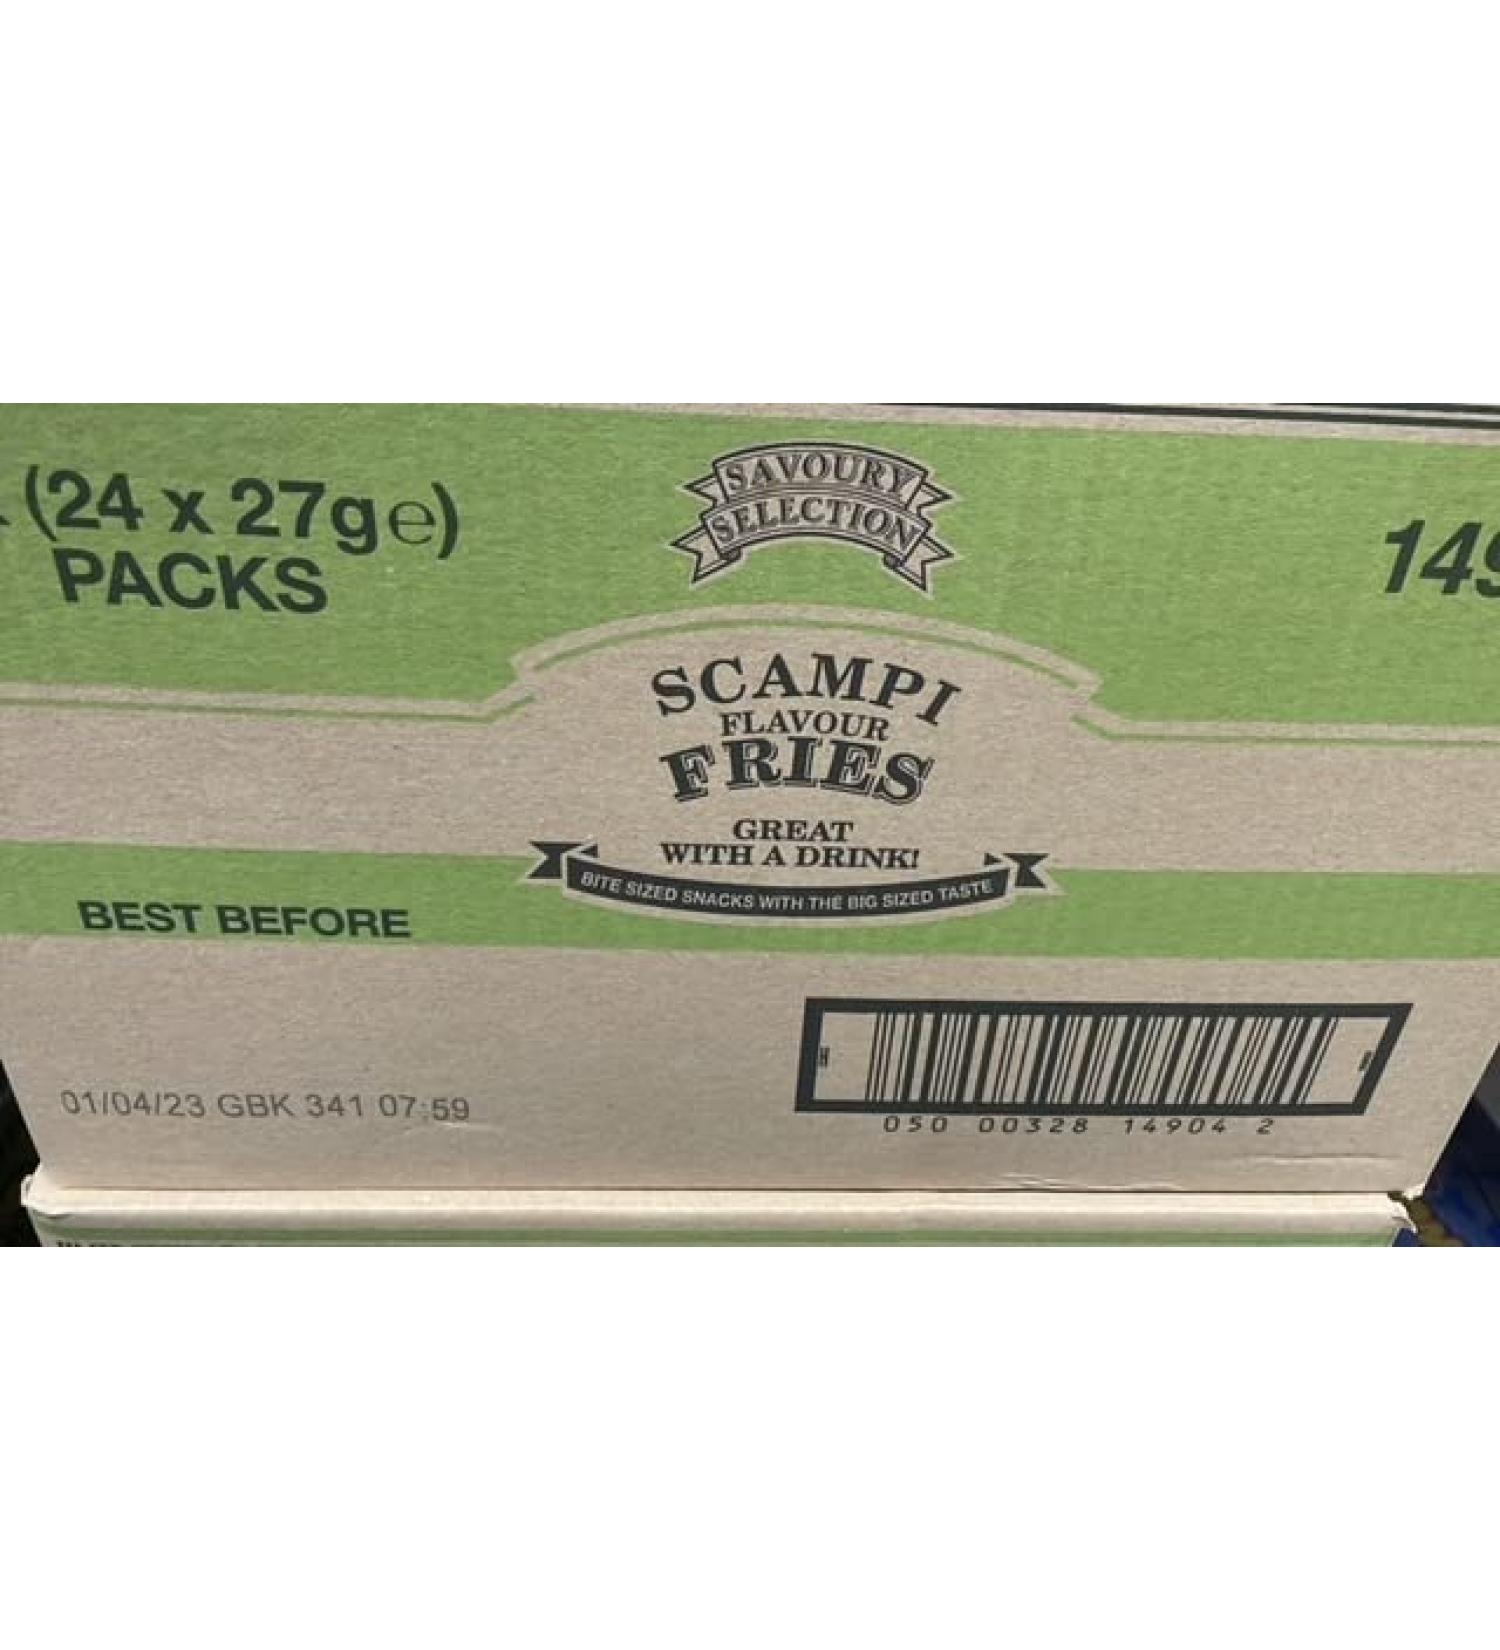 (24 x 27g℮)
PACKS
SAVOURY
SELECTION
149
SCAMPI
FLAVOUR
FRIES
GREAT
WITH A DRINK!
BITE SIZED SNACKS WITH THE BIG SIZED TASTE
BEST BEFORE
01/04/23 GBK 341 07:59
050 00328 14904 2